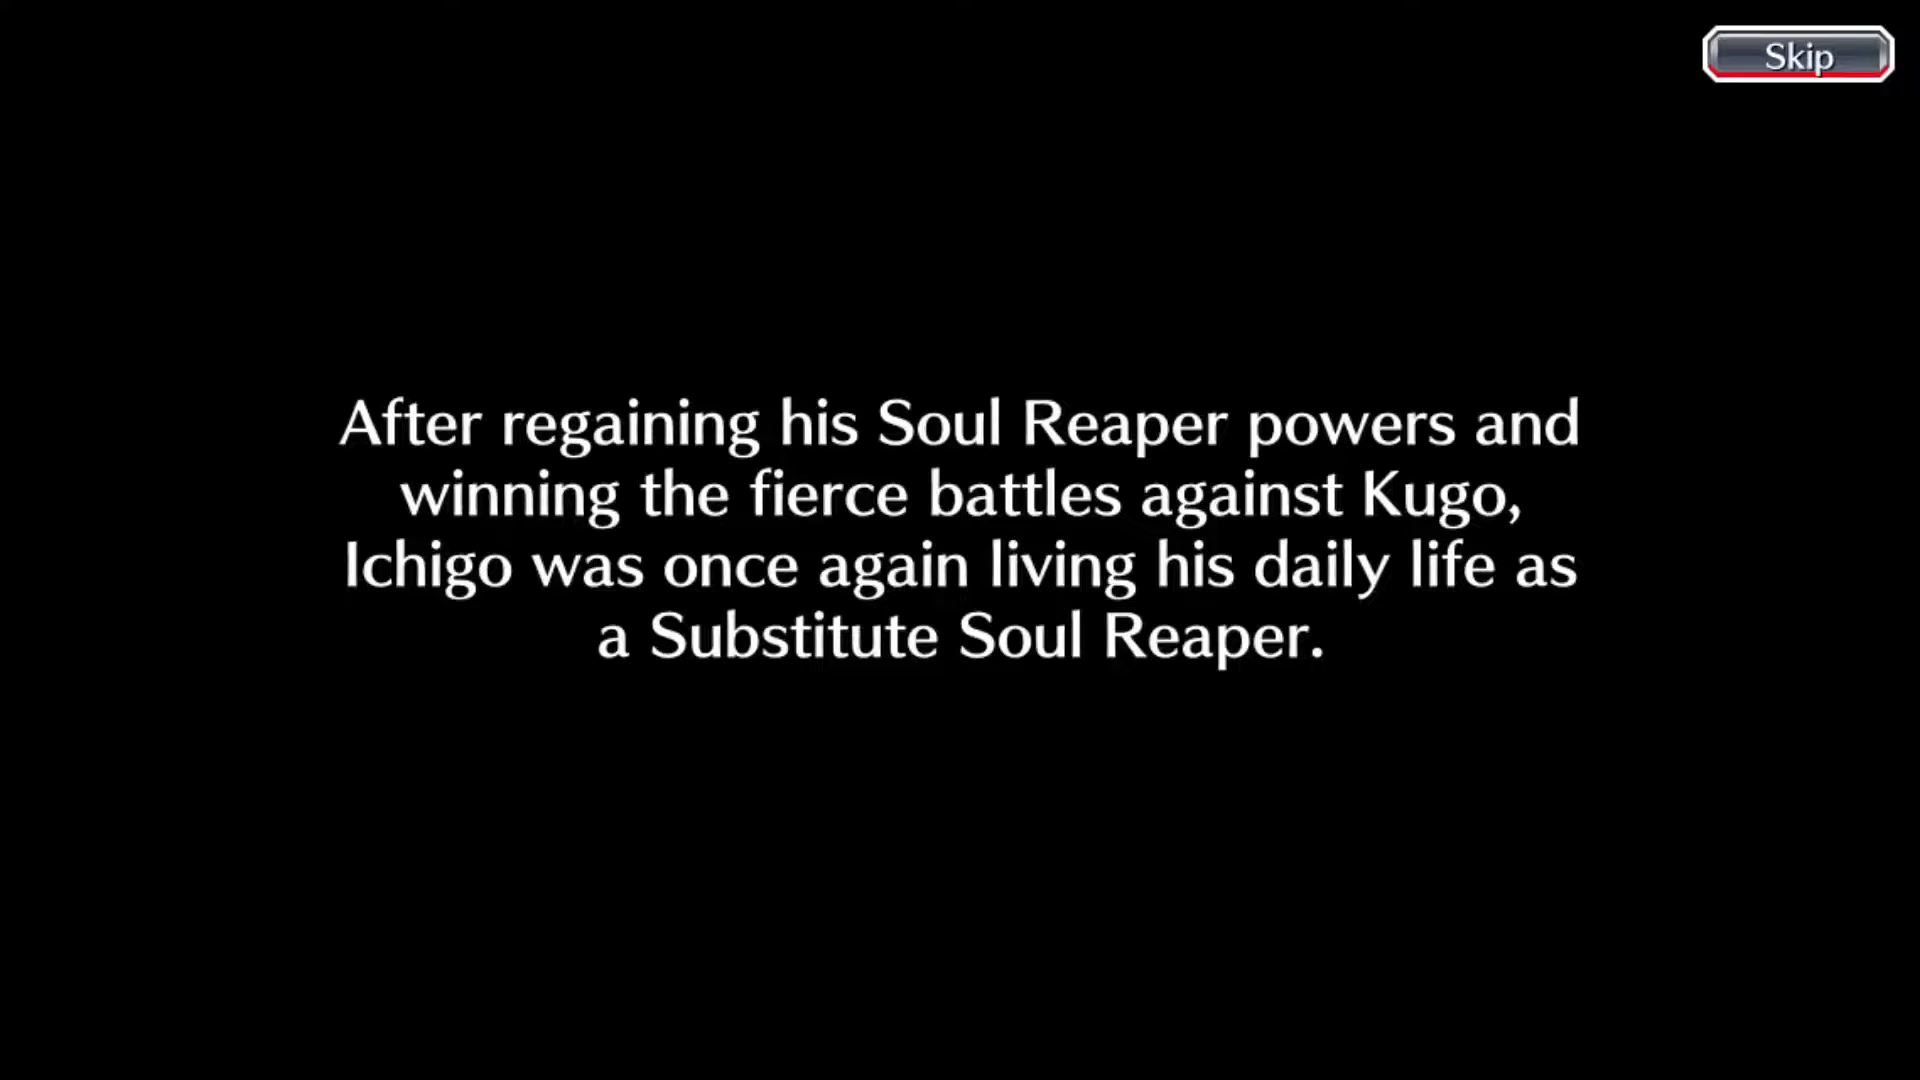 Skip
After regaining his Soul Reaper powers and
winning the fierce battles against Kugo,
Ichigo was once again living his daily life as
a Substitute Soul Reaper.